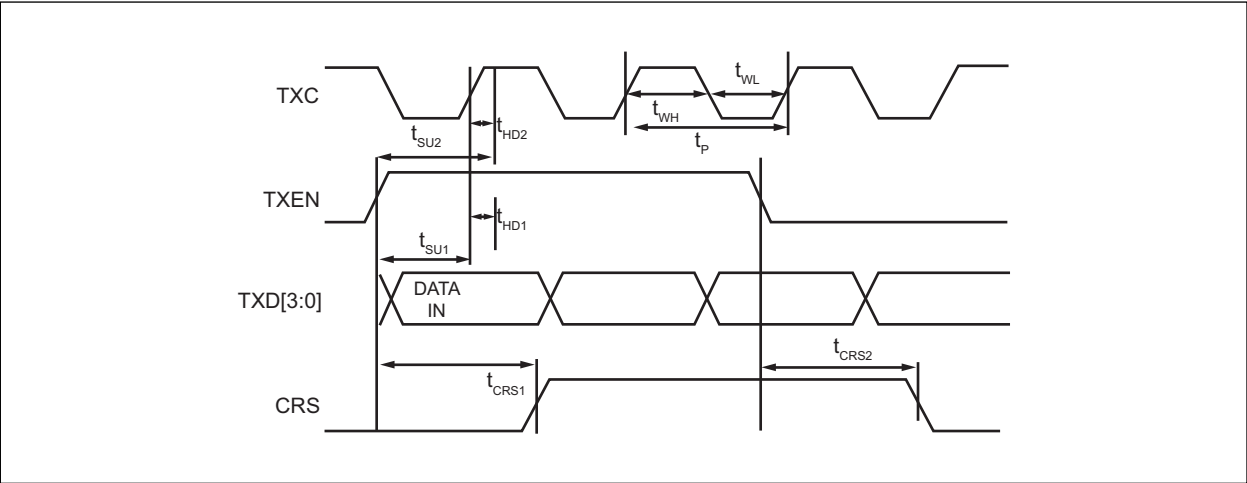 TXC
t_WL
t_WH
t_P
t_HD2
t_SU2
TXEN
t_HD1
t_SU1
TXD[3:0]
DATA
IN
t_CRS2
t_CRS1
CRS